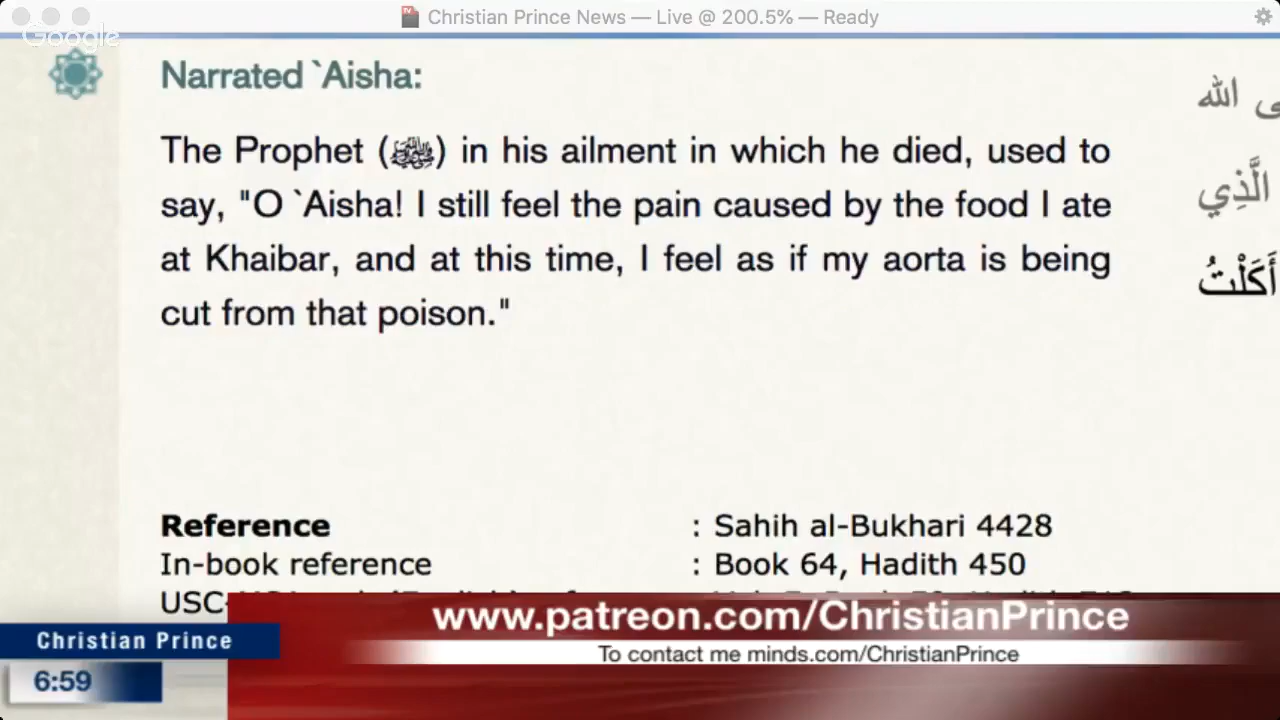 Christian Prince News — Live @ 200.5% — Ready
Google
Narrated `Aisha:
The Prophet (ﷺ) in his ailment in which he died, used to
say, "O `Aisha! I still feel the pain caused by the food I ate
at Khaibar, and at this time, I feel as if my aorta is being
cut from that poison."
الله
الَّذِي
أَكَلْتُ
Reference : Sahih al-Bukhari 4428
In-book reference : Book 64, Hadith 450
www.patreon.com/ChristianPrince
To contact me minds.com/ChristianPrince
Christian Prince
6:59